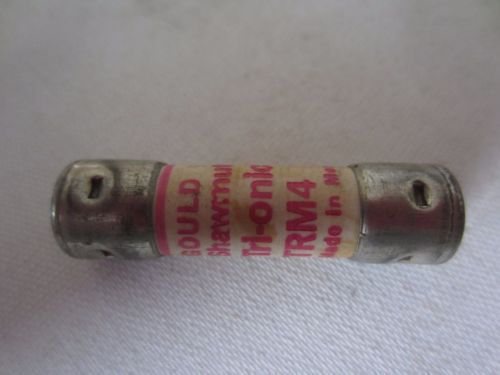 GOULD
Shawmut
Tri-onic
TRM4
Made in